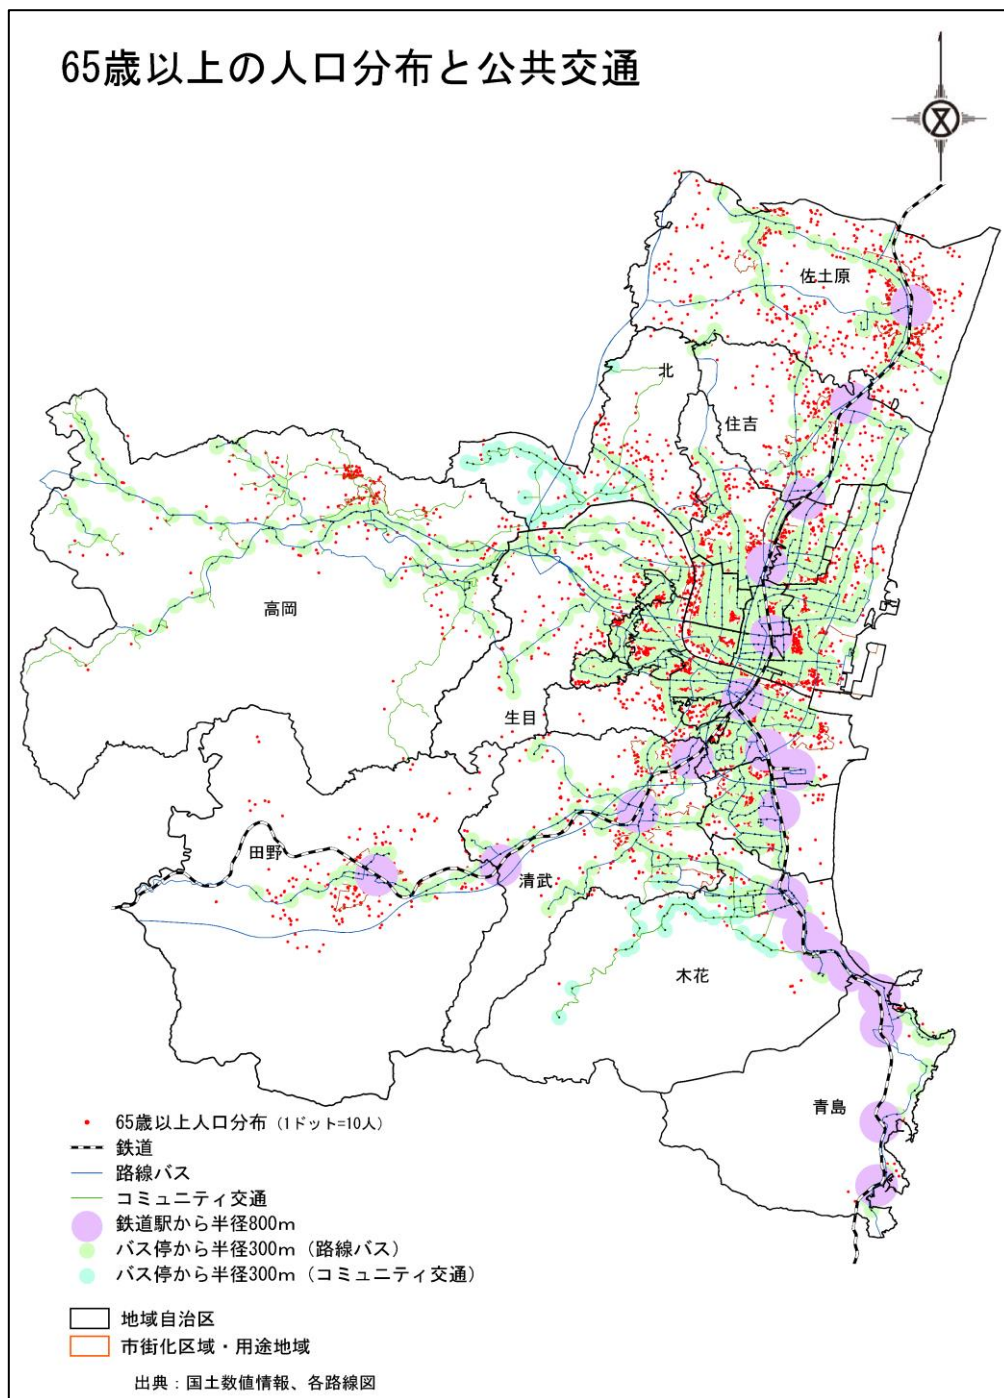 65歳以上の人口分布と公共交通
佐土原
北
住吉
高岡
生目
田野
清武
木花
青島
65歳以上人口分布（1ドット=10人）
鉄道
路線バス
コミュニティ交通
鉄道駅から半径800m
バス停から半径300m（路線バス）
バス停から半径300m（コミュニティ交通）
地域自治区
市街化区域・用途地域
出典：国土数値情報、各路線図